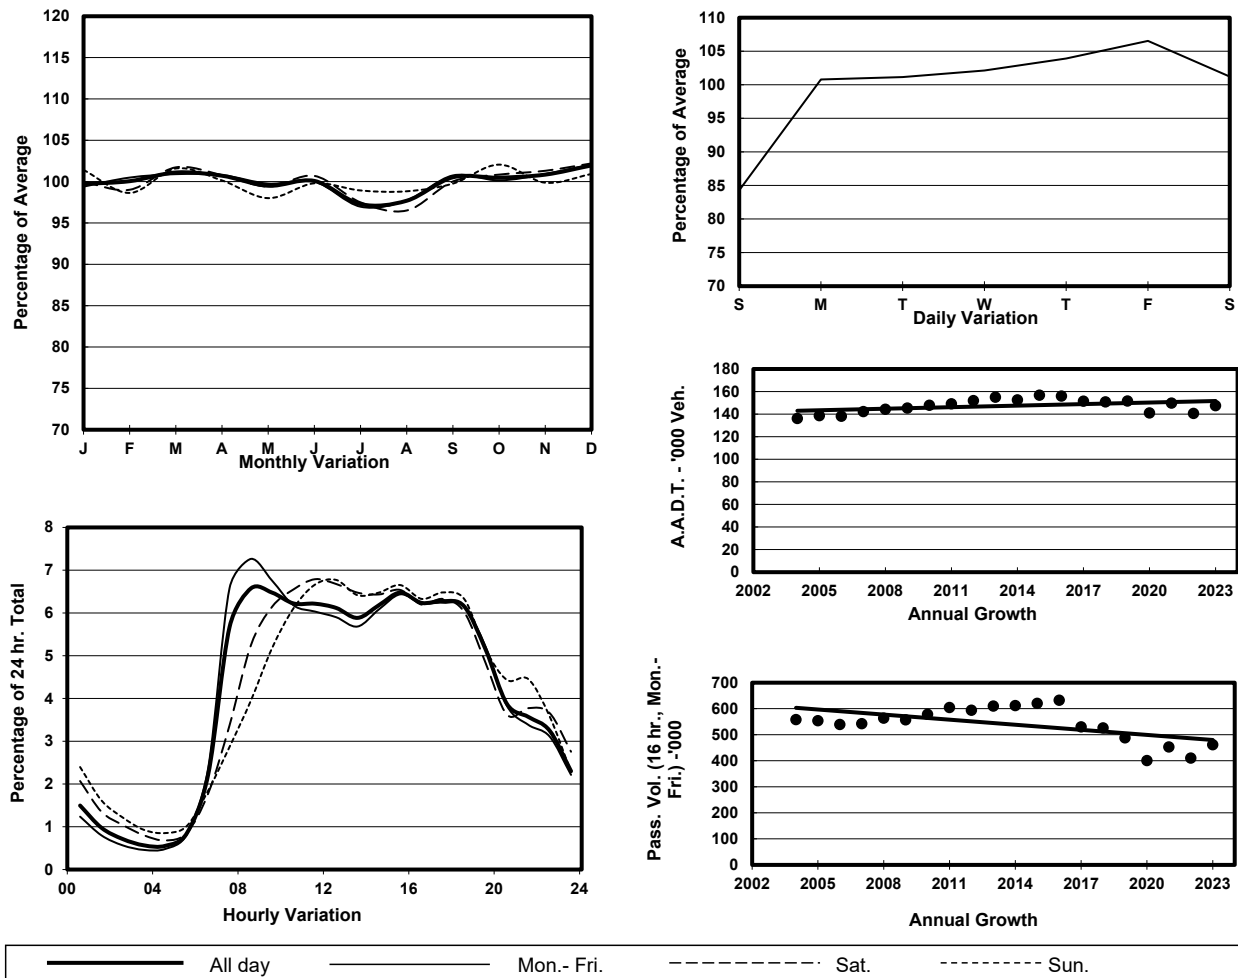 120
115
110
105
100
95
90
85
80
75
70
Percentage of Average
J F M A M J J A S O N D
Monthly Variation
110
105
100
95
90
85
80
75
70
Percentage of Average
S M T W T F S
Daily Variation
180
160
140
120
100
80
60
40
20
0
A.A.D.T. - '000 Veh.
2002 2005 2008 2011 2014 2017 2020 2023
Annual Growth
8
7
6
5
4
3
2
1
0
Percentage of 24 hr. Total
00 04 08 12 16 20 24
Hourly Variation
700
600
500
400
300
200
100
0
Pass. Vol. (16 hr., Mon.-
Fri.) -'000
2002 2005 2008 2011 2014 2017 2020 2023
Annual Growth
All day Mon.- Fri. Sat. Sun.